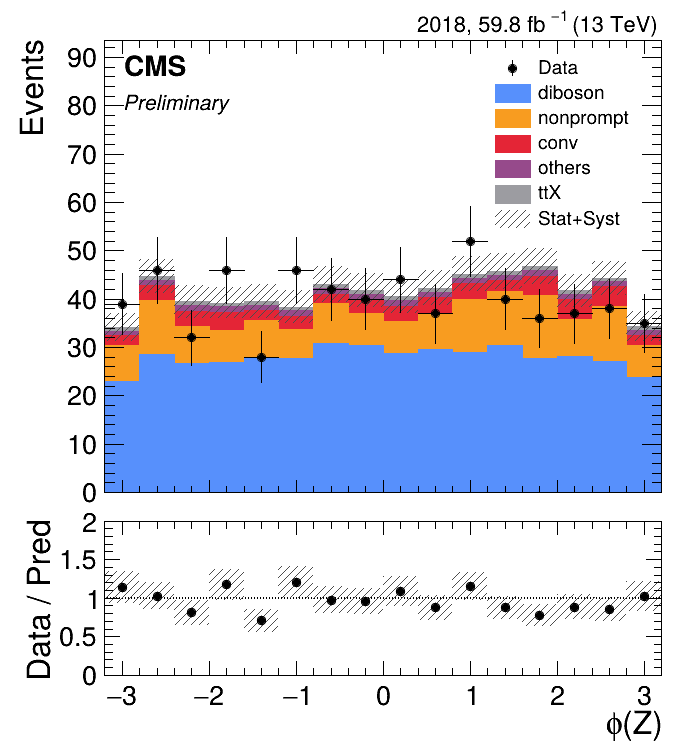 2018, 59.8 fb⁻¹ (13 TeV)
CMS
Preliminary
Events
90
80
70
60
50
40
30
20
10
0
Data
diboson
nonprompt
conv
others
ttX
Stat+Syst
Data / Pred
2
1.5
1
0.5
0
−3 −2 −1 0 1 2 3
ϕ(Z)